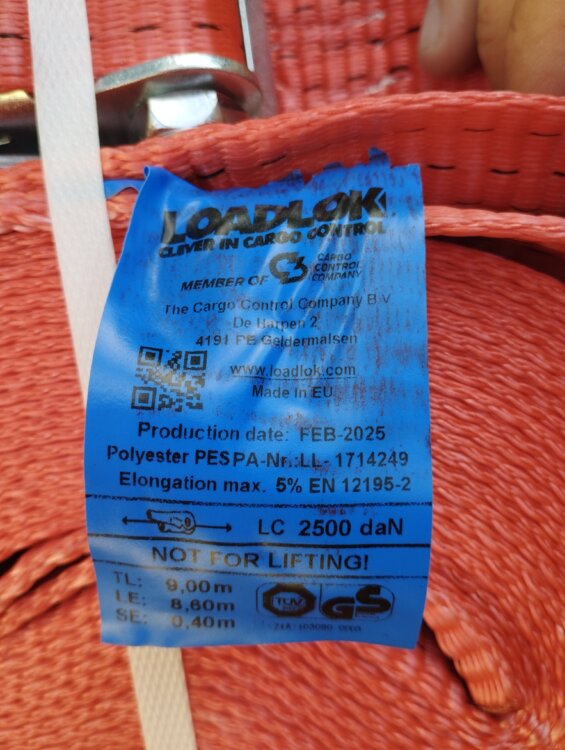 LOADLOK
CLEVER IN CARGO CONTROL
MEMBER OF C3 CARGO CONTROL COMPANY
The Cargo Control Company B.V.
De Harpen 2
4191 PE Geldermalsen
www.loadlok.com
Made in EU
Production date: FEB-2025
Polyester PES PA-Nr.:LL- 1714249
Elongation max. 5% EN 12195-2
LC 2500 daN
NOT FOR LIFTING!
TL: 9,00m
LE: 8,60m
SE: 0,40m
TÜV
GS